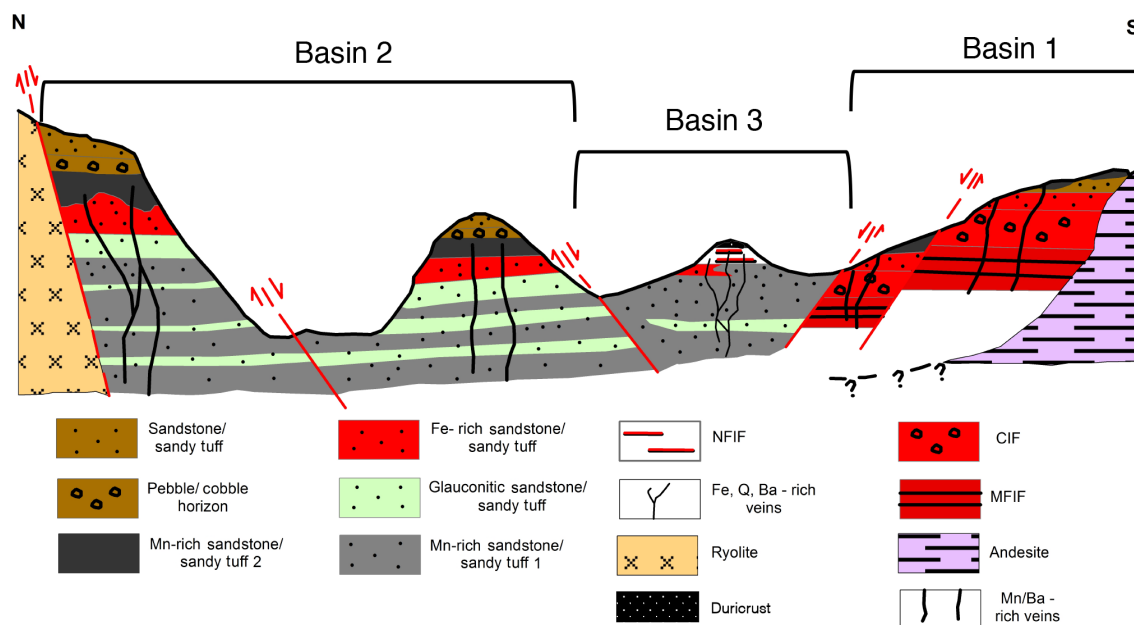 N
S
Basin 2
Basin 1
Basin 3
? ? ?
Sandstone/
sandy tuff
Fe- rich sandstone/
sandy tuff
NFIF
CIF
Pebble/ cobble
horizon
Glauconitic sandstone/
sandy tuff
Fe, Q, Ba - rich
veins
MFIF
Mn-rich sandstone/
sandy tuff 2
Mn-rich sandstone/
sandy tuff 1
Ryolite
Andesite
Duricrust
Mn/Ba -
rich veins